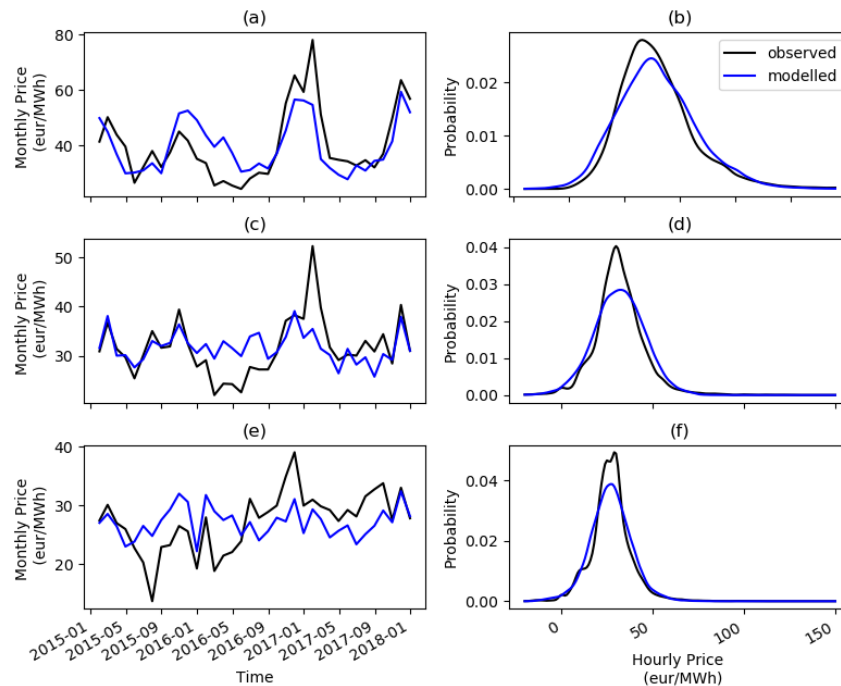 (a)
(b)
80
60
40
Monthly Price
(eur/MWh)
0.02
0.01
0.00
Probability
observed
modelled
(c)
(d)
50
40
30
Monthly Price
(eur/MWh)
0.04
0.03
0.02
0.01
0.00
Probability
(e)
(f)
40
30
20
Monthly Price
(eur/MWh)
0.04
0.02
0.00
Probability
2015-01
2015-05
2015-09
2016-01
2016-05
2016-09
2017-01
2017-05
2017-09
2018-01
Time
0
50
100
150
Hourly Price
(eur/MWh)